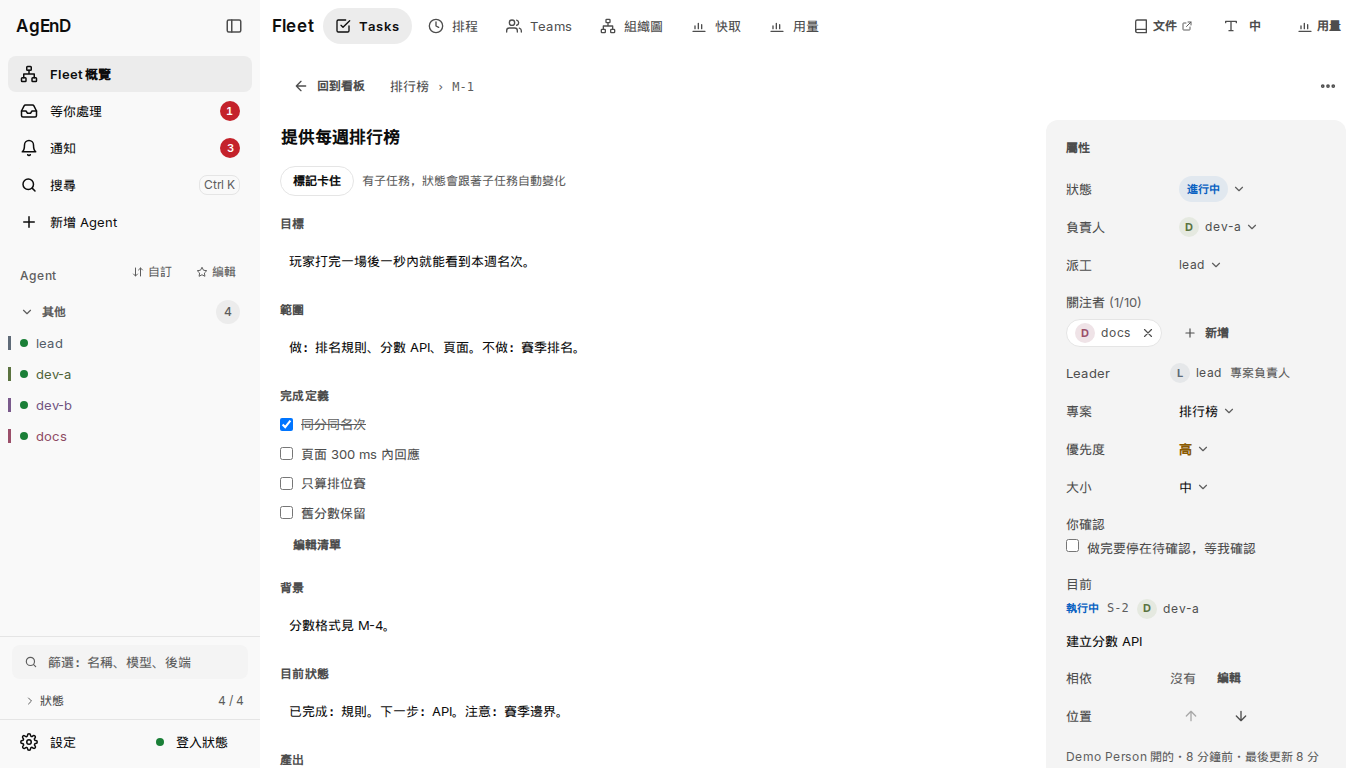 AgEnD
Fleet 概覽
等你處理 1
通知 3
搜尋 Ctrl K
新增 Agent
Agent 自訂 編輯
其他 4
lead
dev-a
dev-b
docs
篩選：名稱、模型、後端
狀態 4 / 4
設定 登入狀態
Fleet Tasks 排程 Teams 組織圖 快取 用量 文件 中 用量
回到看板 排行榜 › M-1
提供每週排行榜
標記卡住 有子任務，狀態會跟著子任務自動變化
目標
玩家打完一場後一秒內就能看到本週名次。
範圍
做：排名規則、分數 API、頁面。不做：賽季排名。
完成定義
同分同名次
頁面 300 ms 內回應
只算排位賽
舊分數保留
編輯清單
背景
分數格式見 M-4。
目前狀態
已完成：規則。下一步：API。注意：賽季邊界。
產出
屬性
狀態 進行中
負責人 D dev-a
派工 lead
關注者 (1/10)
D docs 新增
Leader L lead 專案負責人
專案 排行榜
優先度 高
大小 中
你確認
做完要停在待確認，等我確認
目前
執行中 S-2 D dev-a
建立分數 API
相依 沒有 編輯
位置
Demo Person 開的・8 分鐘前・最後更新 8 分